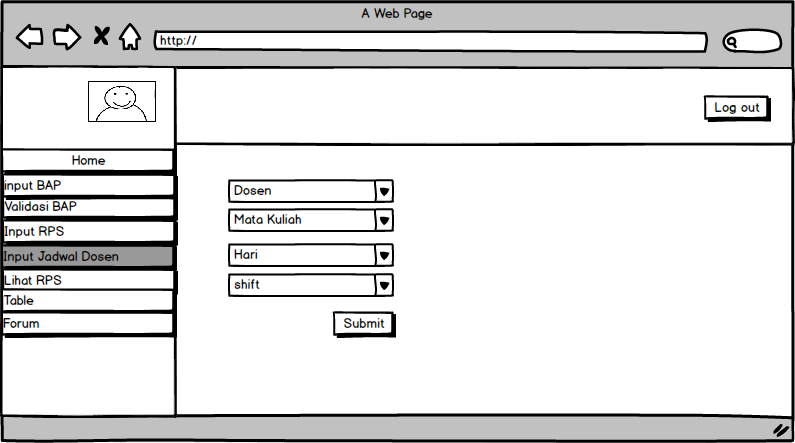 A Web Page
http://
Log out
Home
input BAP
Validasi BAP
Input RPS
Input Jadwal Dosen
Lihat RPS
Table
Forum
Dosen
Mata Kuliah
Hari
shift
Submit